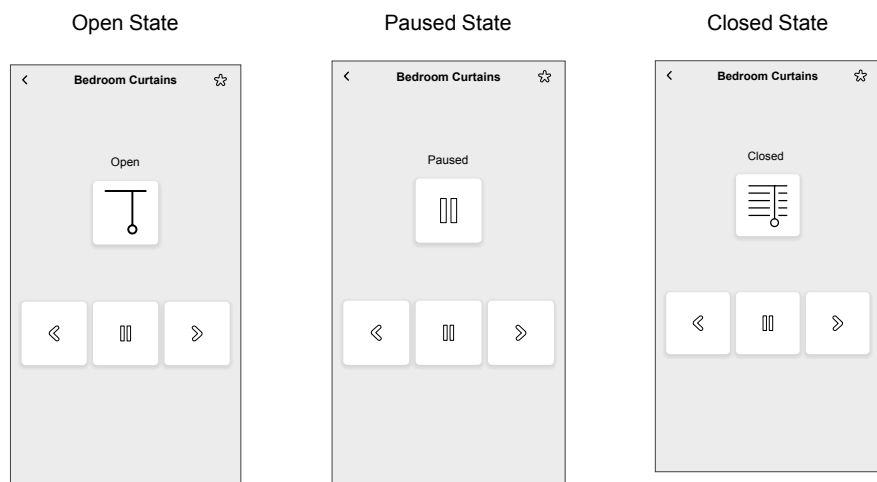 Open State
Paused State
Closed State
Bedroom Curtains
Bedroom Curtains
Bedroom Curtains
Open
Paused
Closed